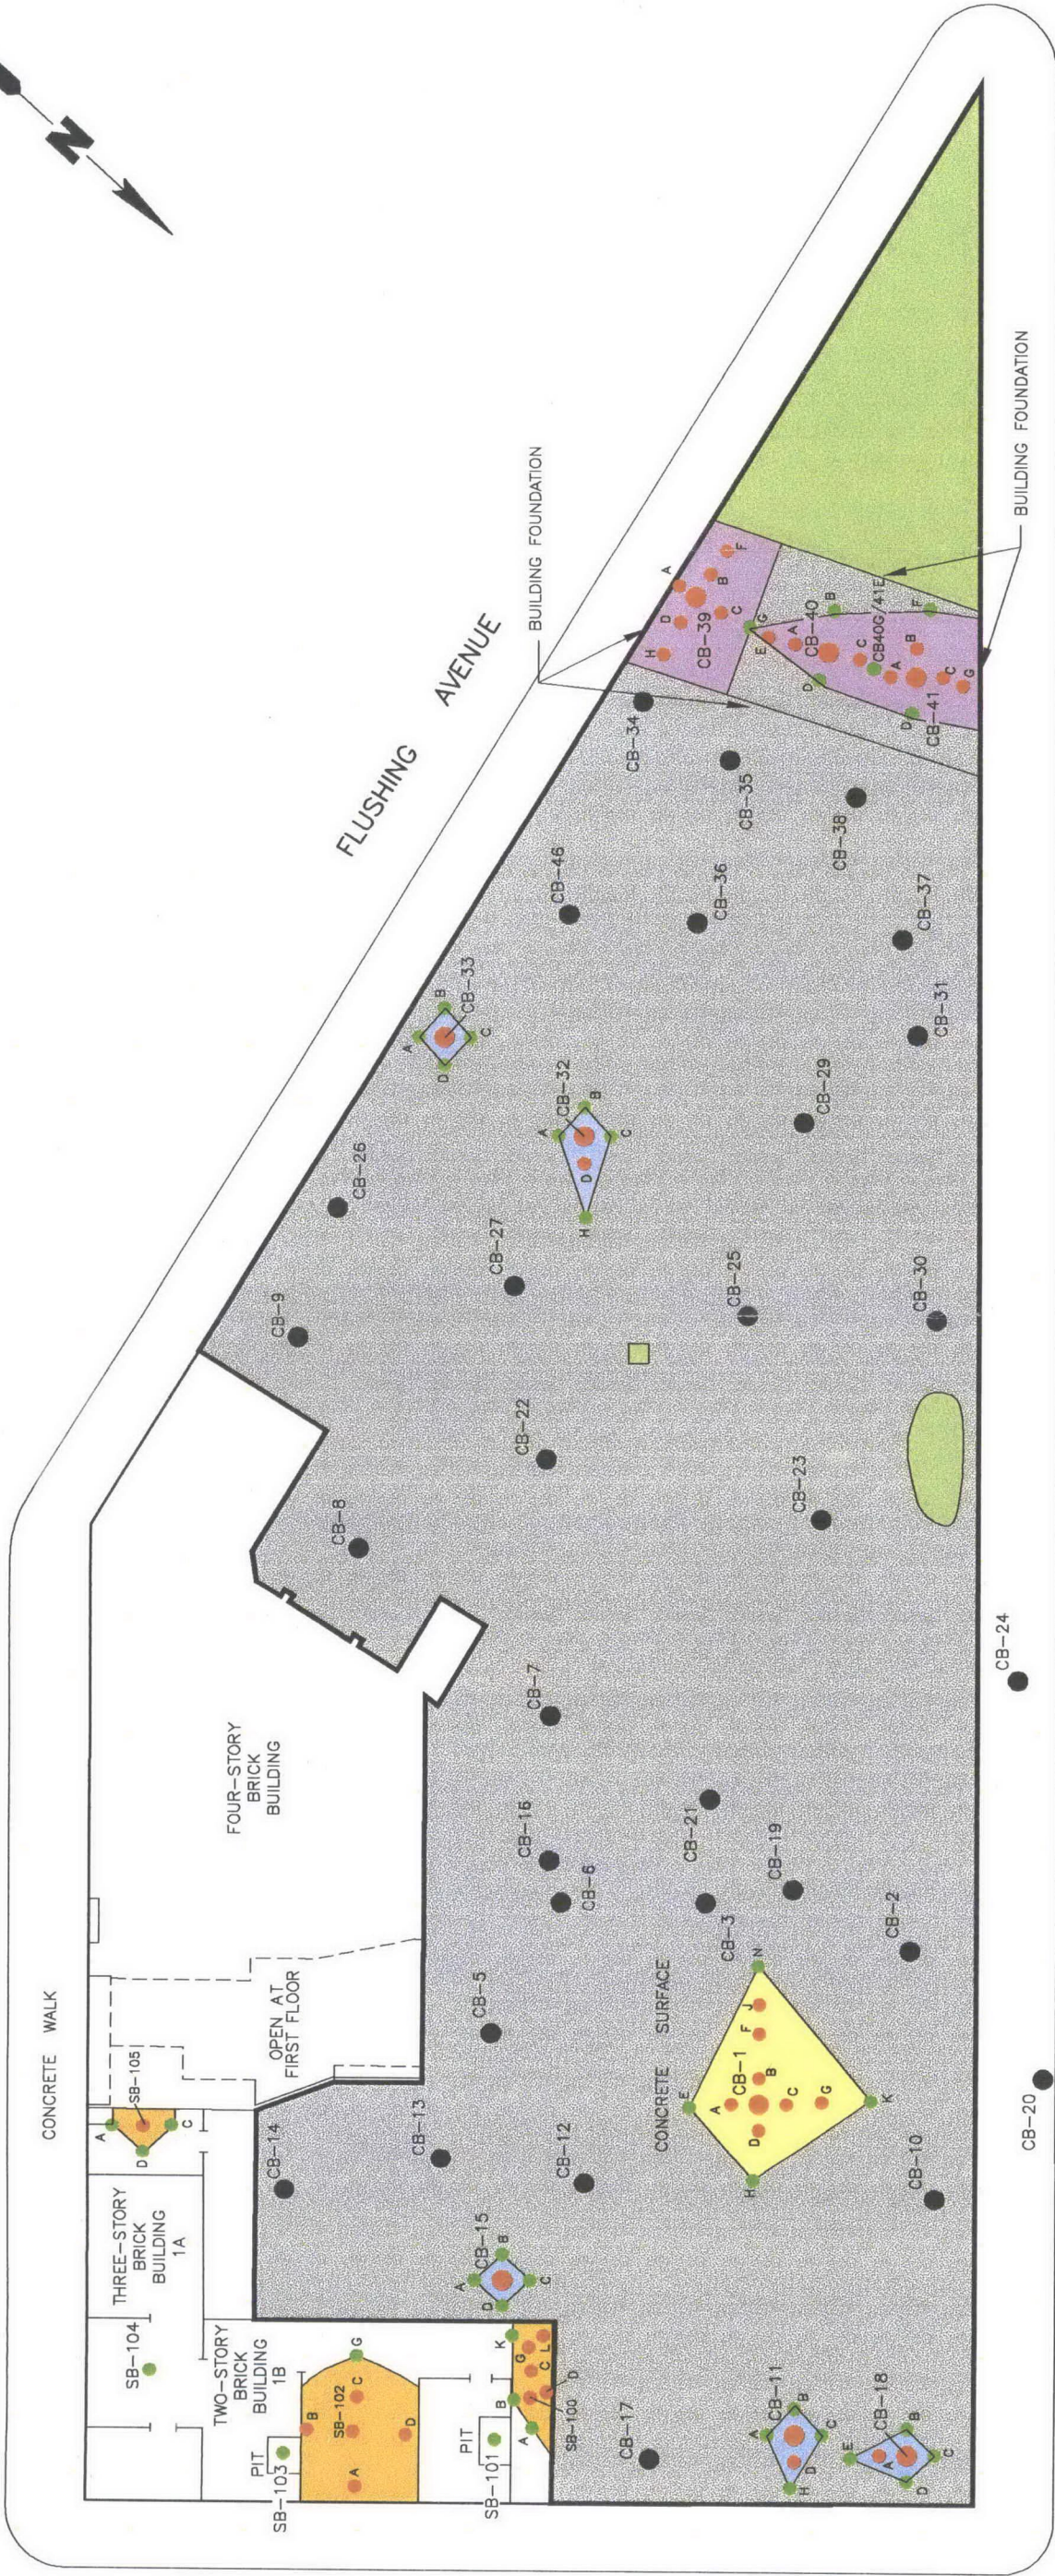 N
CONCRETE WALK
FLUSHING AVENUE
BUILDING FOUNDATION
BUILDING FOUNDATION
FOUR-STORY
BRICK
BUILDING
OPEN AT
FIRST FLOOR
THREE-STORY
BRICK
BUILDING
1A
TWO-STORY
BRICK
BUILDING
1B
PIT
PIT
CONCRETE SURFACE
SB-105
A
C
D
SB-104
SB-103
SB-102
A
B
C
D
G
SB-101
SB-100
A
B
C
D
G
K
L
CB-14
CB-13
CB-12
CB-15
A
B
C
D
CB-17
CB-11
A
B
C
D
H
CB-18
A
B
C
D
E
CB-10
CB-20
CB-1
A
B
C
D
E
F
G
H
J
K
N
CB-5
CB-3
CB-2
CB-6
CB-16
CB-19
CB-21
CB-7
CB-24
CB-8
CB-22
CB-23
CB-9
CB-27
CB-25
CB-30
CB-26
CB-32
A
B
C
D
H
CB-33
A
B
C
D
CB-29
CB-31
CB-46
CB-36
CB-37
CB-35
CB-38
CB-34
CB-39
A
B
C
D
F
H
G
CB-40
A
B
C
D
E
CB40G/41E
CB-41
A
B
C
D
F
G